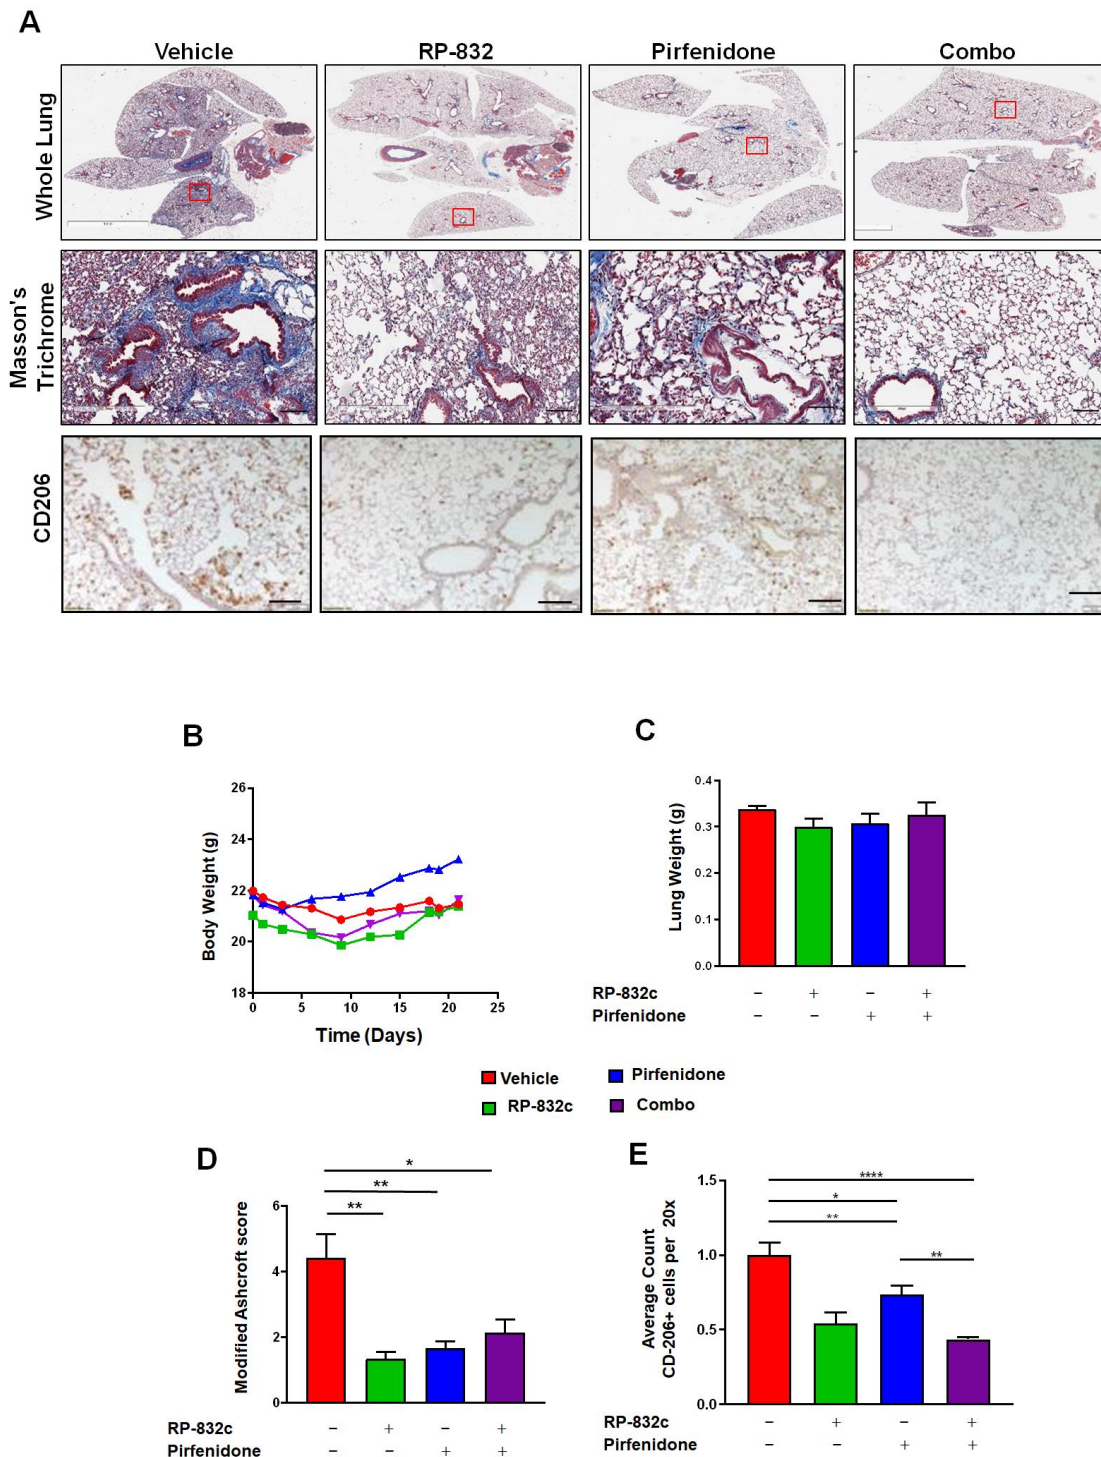 A
Vehicle RP-832 Pirfenidone Combo
Whole Lung
Masson's
Trichrome
CD206
B
Body Weight (g)
26
24
22
20
18
0 5 10 15 20 25
Time (Days)
C
Lung Weight (g)
0.4
0.3
0.2
0.1
0.0
RP-832c − + − +
Pirfenidone − − + +
Vehicle Pirfenidone
RP-832c Combo
D
Modified Ashcroft score
*
**
**
6
4
2
0
RP-832c − + − +
Pirfenidone − − + +
E
Average Count
CD-206+ cells per 20x
****
*
**
**
1.5
1.0
0.5
0.0
RP-832c − + − +
Pirfenidone − − + +